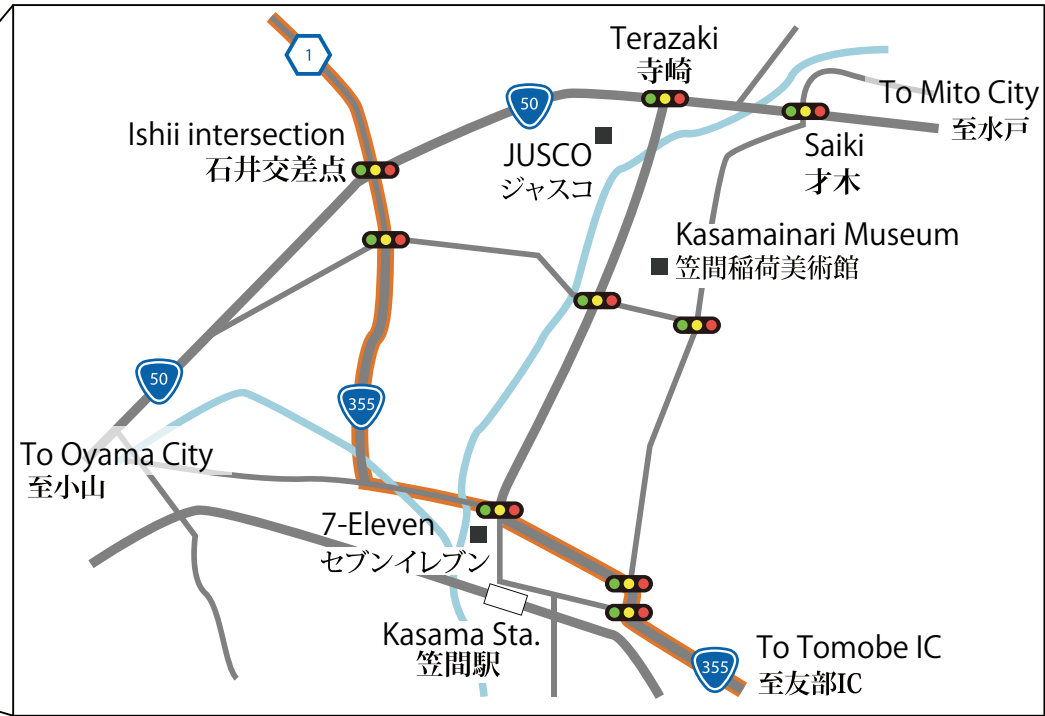 1
Terazaki
寺崎
50
To Mito City
至水戸
Ishii intersection
石井交差点
JUSCO
ジャスコ
Saiki
才木
Kasamainari Museum
笠間稲荷美術館
50
355
To Oyama City
至小山
7-Eleven
セブンイレブン
Kasama Sta.
笠間駅
To Tomobe IC
至友部IC
355